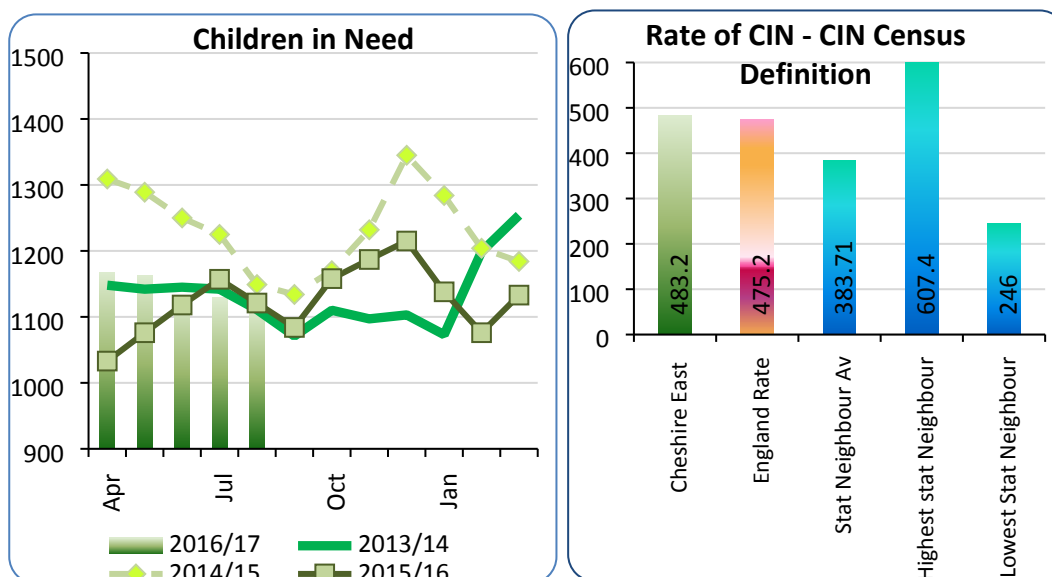 Children in Need
1500
1400
1300
1200
1100
1000
900
Apr
Jul
Oct
Jan
2016/17
2013/14
2014/15
2015/16
Rate of CIN - CIN Census
Definition
600
500
400
300
200
100
0
483.2
475.2
383.71
607.4
246
Cheshire East
England Rate
Stat Neighbour Av
Highest stat Neighbour
Lowest Stat Neighbour